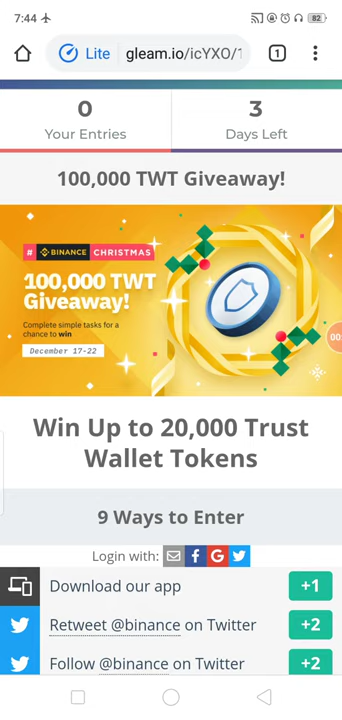 7:44
82
Lite
gleam.io/icYXO/
1
0
3
Your Entries
Days Left
100,000 TWT Giveaway!
# BINANCE CHRISTMAS
100,000 TWT
Giveaway!
Complete simple tasks for a
chance to win
December 17-22
00:
Win Up to 20,000 Trust
Wallet Tokens
9 Ways to Enter
Login with:
Download our app
+1
Retweet @binance on Twitter
+2
Follow @binance on Twitter
+2